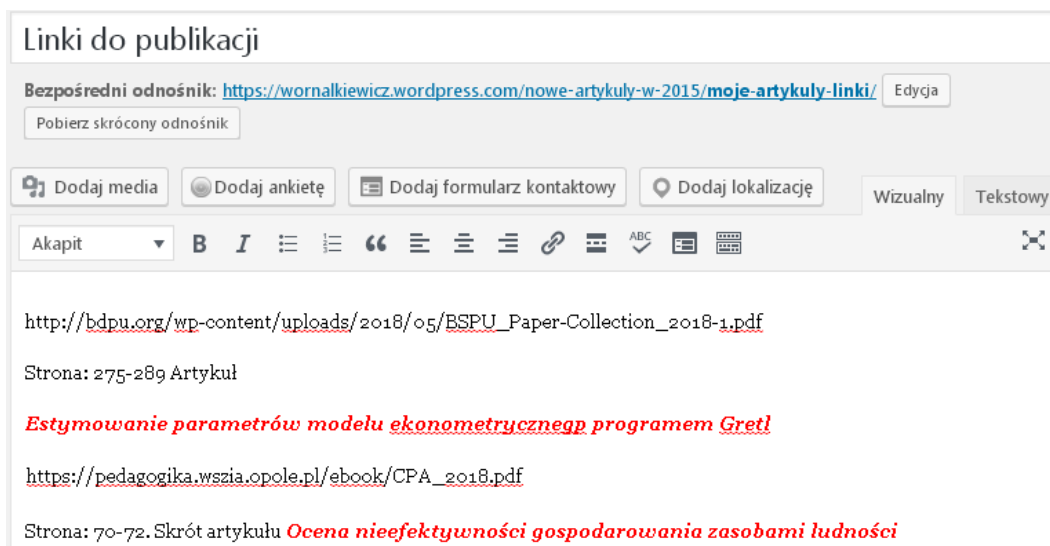 Linki do publikacji
Bezpośredni odnośnik: https://wornalkiewicz.wordpress.com/nowe-artykuly-w-2015/moje-artykuly-linki/ Edycja
Pobierz skrócony odnośnik
Dodaj media Dodaj ankietę Dodaj formularz kontaktowy Dodaj lokalizację Wizualny Tekstowy
Akapit B I ABC
http://bdpu.org/wp-content/uploads/2018/05/BSPU_Paper-Collection_2018-1.pdf
Strona: 275-289 Artykuł
Estymowanie parametrów modelu ekonometrycznegp programem Gretl
https://pedagogika.wszia.opole.pl/ebook/CPA_2018.pdf
Strona: 70-72. Skrót artykułu Ocena nieefektywności gospodarowania zasobami ludności